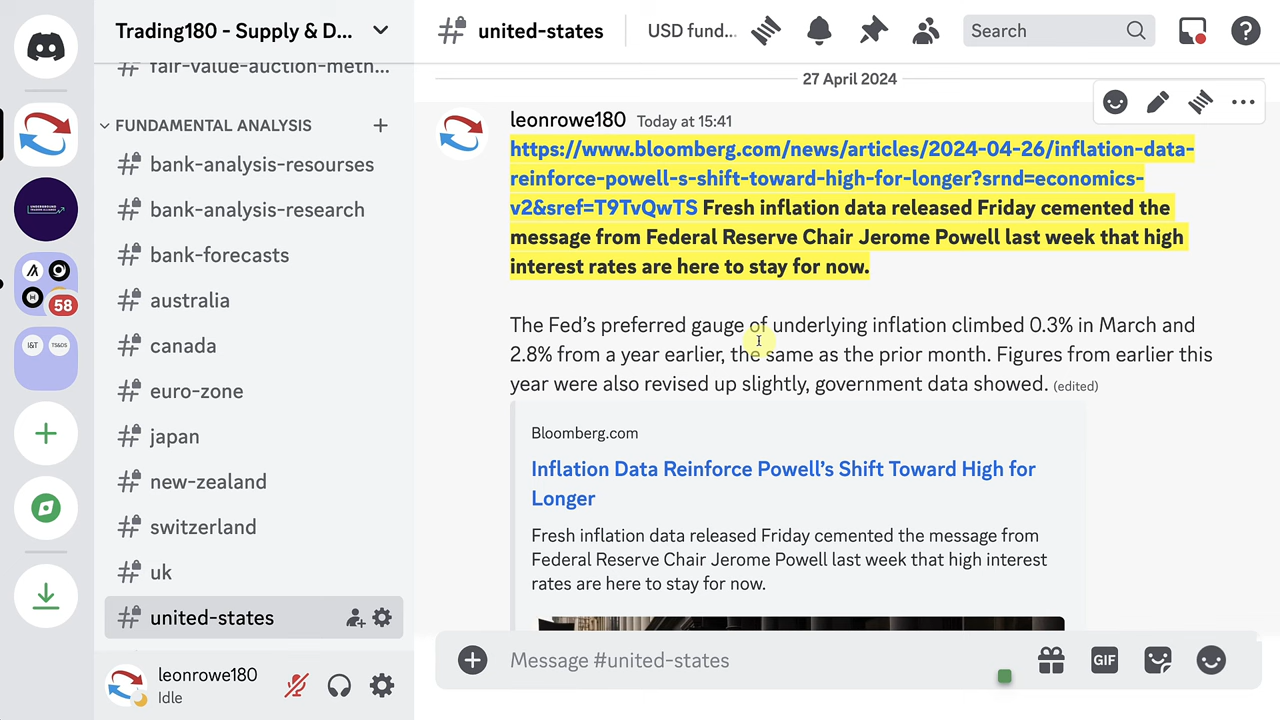 Trading180 - Supply & D...
fair-value-auction-meth...
FUNDAMENTAL ANALYSIS
bank-analysis-resourses
bank-analysis-research
bank-forecasts
australia
canada
euro-zone
japan
new-zealand
switzerland
uk
united-states
58
leonrowe180
Idle
united-states
USD fund...
Search
27 April 2024
leonrowe180 Today at 15:41
https://www.bloomberg.com/news/articles/2024-04-26/inflation-data-
reinforce-powell-s-shift-toward-high-for-longer?srnd=economics-
v2&sref=T9TvQwTS Fresh inflation data released Friday cemented the
message from Federal Reserve Chair Jerome Powell last week that high
interest rates are here to stay for now.
The Fed’s preferred gauge of underlying inflation climbed 0.3% in March and
2.8% from a year earlier, the same as the prior month. Figures from earlier this
year were also revised up slightly, government data showed. (edited)
Bloomberg.com
Inflation Data Reinforce Powell’s Shift Toward High for
Longer
Fresh inflation data released Friday cemented the message from
Federal Reserve Chair Jerome Powell last week that high interest
rates are here to stay for now.
Message #united-states
GIF